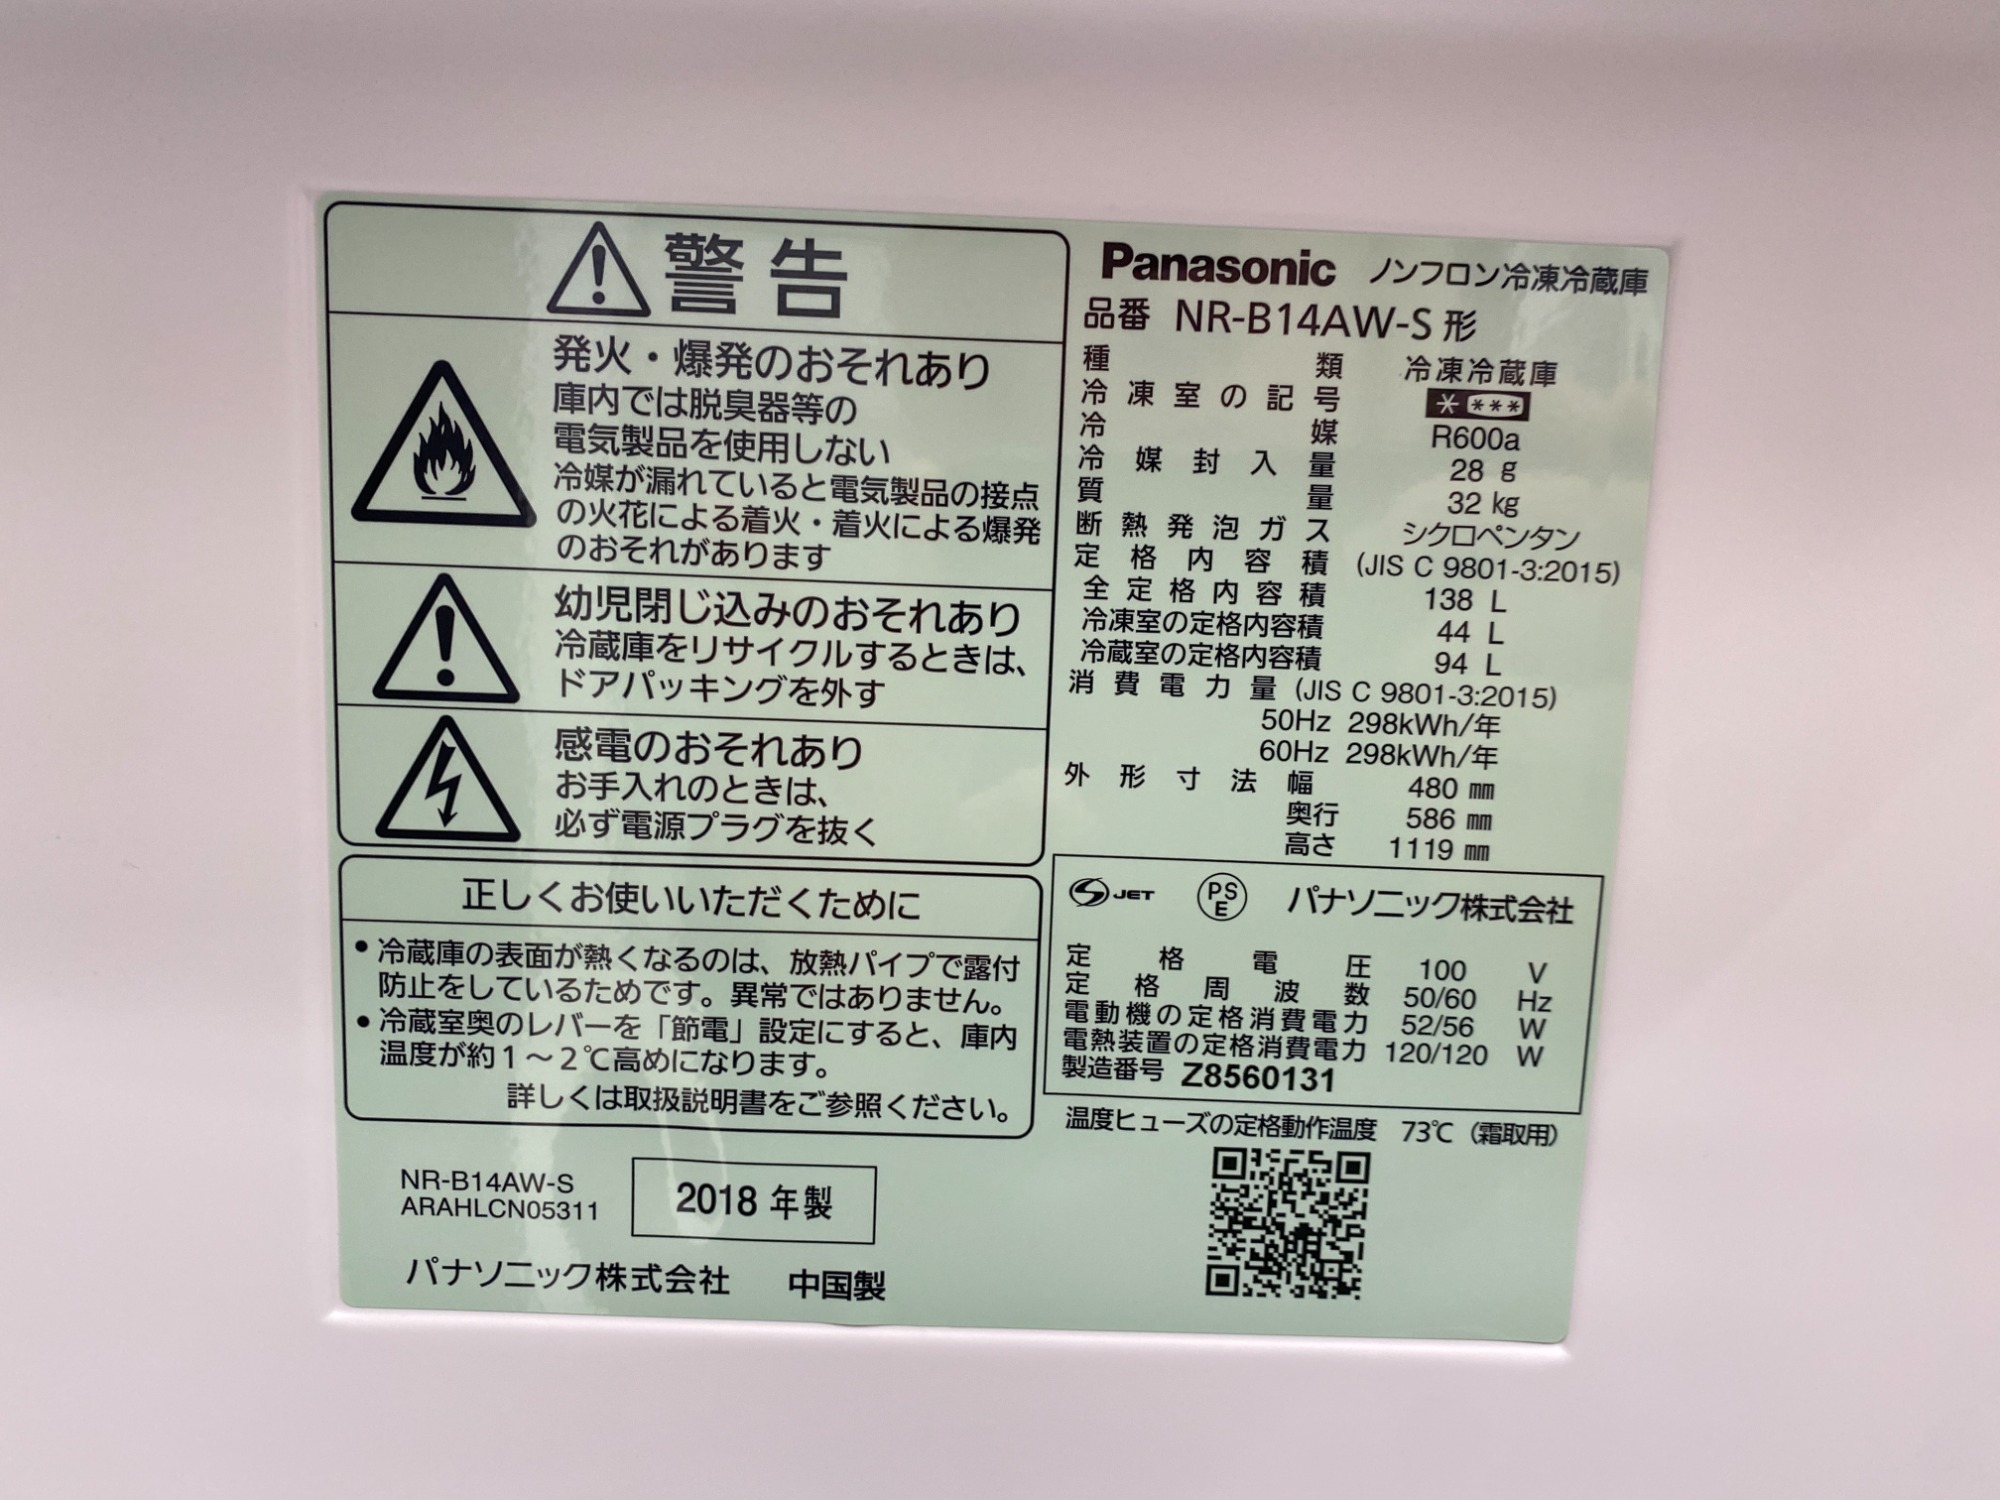 警告
発火・爆発のおそれあり
庫内では脱臭器等の
電気製品を使用しない
冷媒が漏れていると電気製品の接点
の火花による着火・着火による爆発
のおそれがあります
幼児閉じ込みのおそれあり
冷蔵庫をリサイクルするときは、
ドアパッキングを外す
感電のおそれあり
お手入れのときは、
必ず電源プラグを抜く
正しくお使いいただくために
• 冷蔵庫の表面が熱くなるのは、放熱パイプで露付
防止をしているためです。異常ではありません。
• 冷蔵室奥のレバーを「節電」設定にすると、庫内
温度が約1～2℃高めになります。
詳しくは取扱説明書をご参照ください。
NR-B14AW-S
ARAHLCN05311
2018 年製
パナソニック株式会社 中国製
Panasonic ノンフロン冷凍冷蔵庫
品番 NR-B14AW-S 形
種類 冷凍冷蔵庫
冷凍室の記号 * ***
冷媒 R600a
冷媒封入量 28 g
質量 32 kg
断熱発泡ガス シクロペンタン
定格内容積 (JIS C 9801-3:2015)
全定格内容積 138 L
冷凍室の定格内容積 44 L
冷蔵室の定格内容積 94 L
消費電力量 (JIS C 9801-3:2015)
50Hz 298kWh/年
60Hz 298kWh/年
外形寸法 幅 480 mm
奥行 586 mm
高さ 1119 mm
S JET PSE パナソニック株式会社
定格電圧 100 V
定格周波数 50/60 Hz
電動機の定格消費電力 52/56 W
電熱装置の定格消費電力 120/120 W
製造番号 Z8560131
温度ヒューズの定格動作温度 73℃ (霜取用)